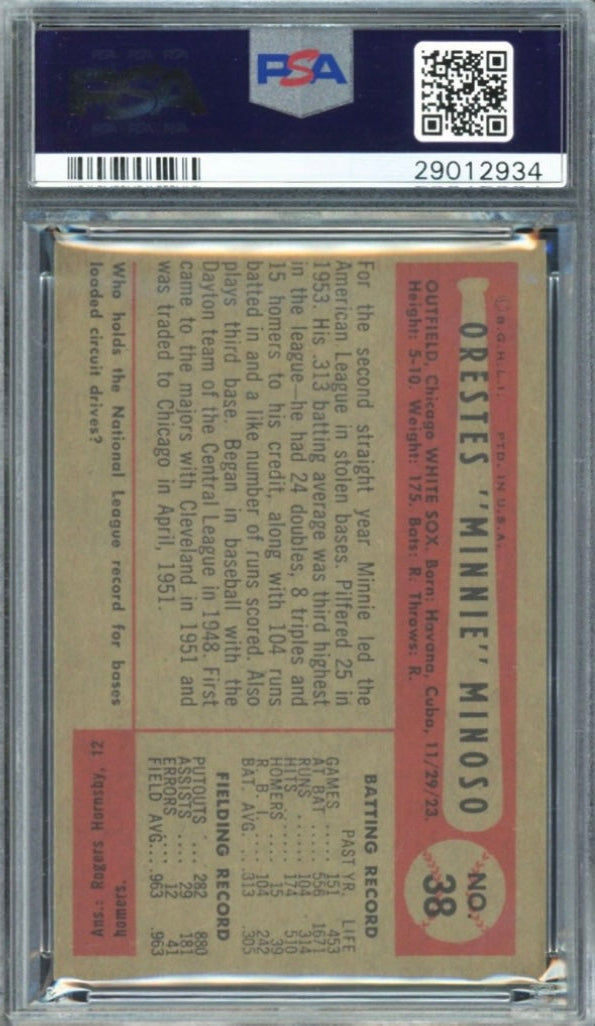 PSA
29012934
© B.G.H.L.I. PTD. IN U.S.A.
ORESTES "MINNIE" MINOSO
NO. 38
OUTFIELD, Chicago WHITE SOX. Born: Havana, Cuba, 11/29/23.
Height: 5-10. Weight: 175. Bats: R. Throws: R.
For the second straight year Minnie led the
American League in stolen bases. Pilfered 25 in
1953. His .313 batting average was third highest
in the league—he had 24 doubles, 8 triples and
15 homers to his credit, along with 104 runs
batted in and a like number of runs scored. Also
plays third base. Began in baseball with the
Dayton team of the Central League in 1948. First
came to the majors with Cleveland in 1951 and
was traded to Chicago in April, 1951.
BATTING RECORD
PAST YR. LIFE
GAMES ..... 151 453
AT BAT .... 556 1671
RUNS ...... 104 314
HITS ...... 174 510
HOMERS .... 15 39
R. B. I. .. 104 242
BAT. AVG. .. .313 .305
FIELDING RECORD
PUTOUTS ... 282 880
ASSISTS .... 29 181
ERRORS .... 12 41
FIELD AVG... .963 .963
Who holds the National League record for bases
loaded circuit drives?
Ans.: Rogers Hornsby, 12
homers.